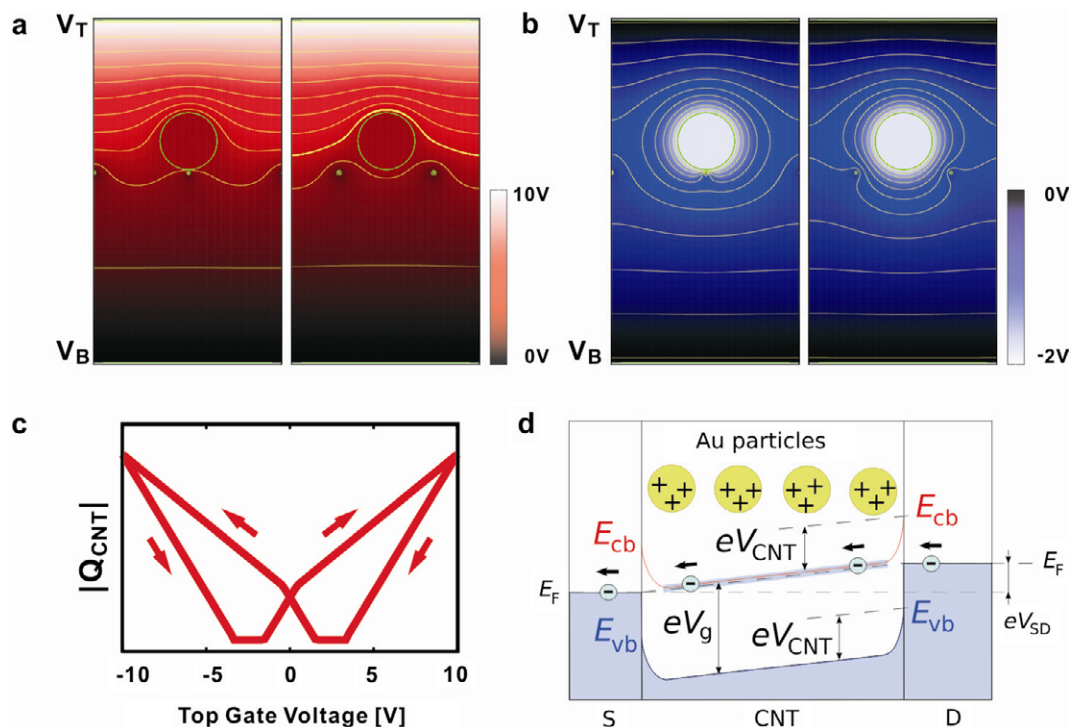 a
V_T
V_B
10V
0V
b
V_T
V_B
0V
-2V
c
|Q_CNT|
-10 -5 0 5 10
Top Gate Voltage [V]
d
Au particles
+ + + + + + + + + + + +
E_cb
eV_CNT
E_cb
E_F
E_F
eV_g
E_vb
eV_CNT
E_vb
eV_SD
S CNT D